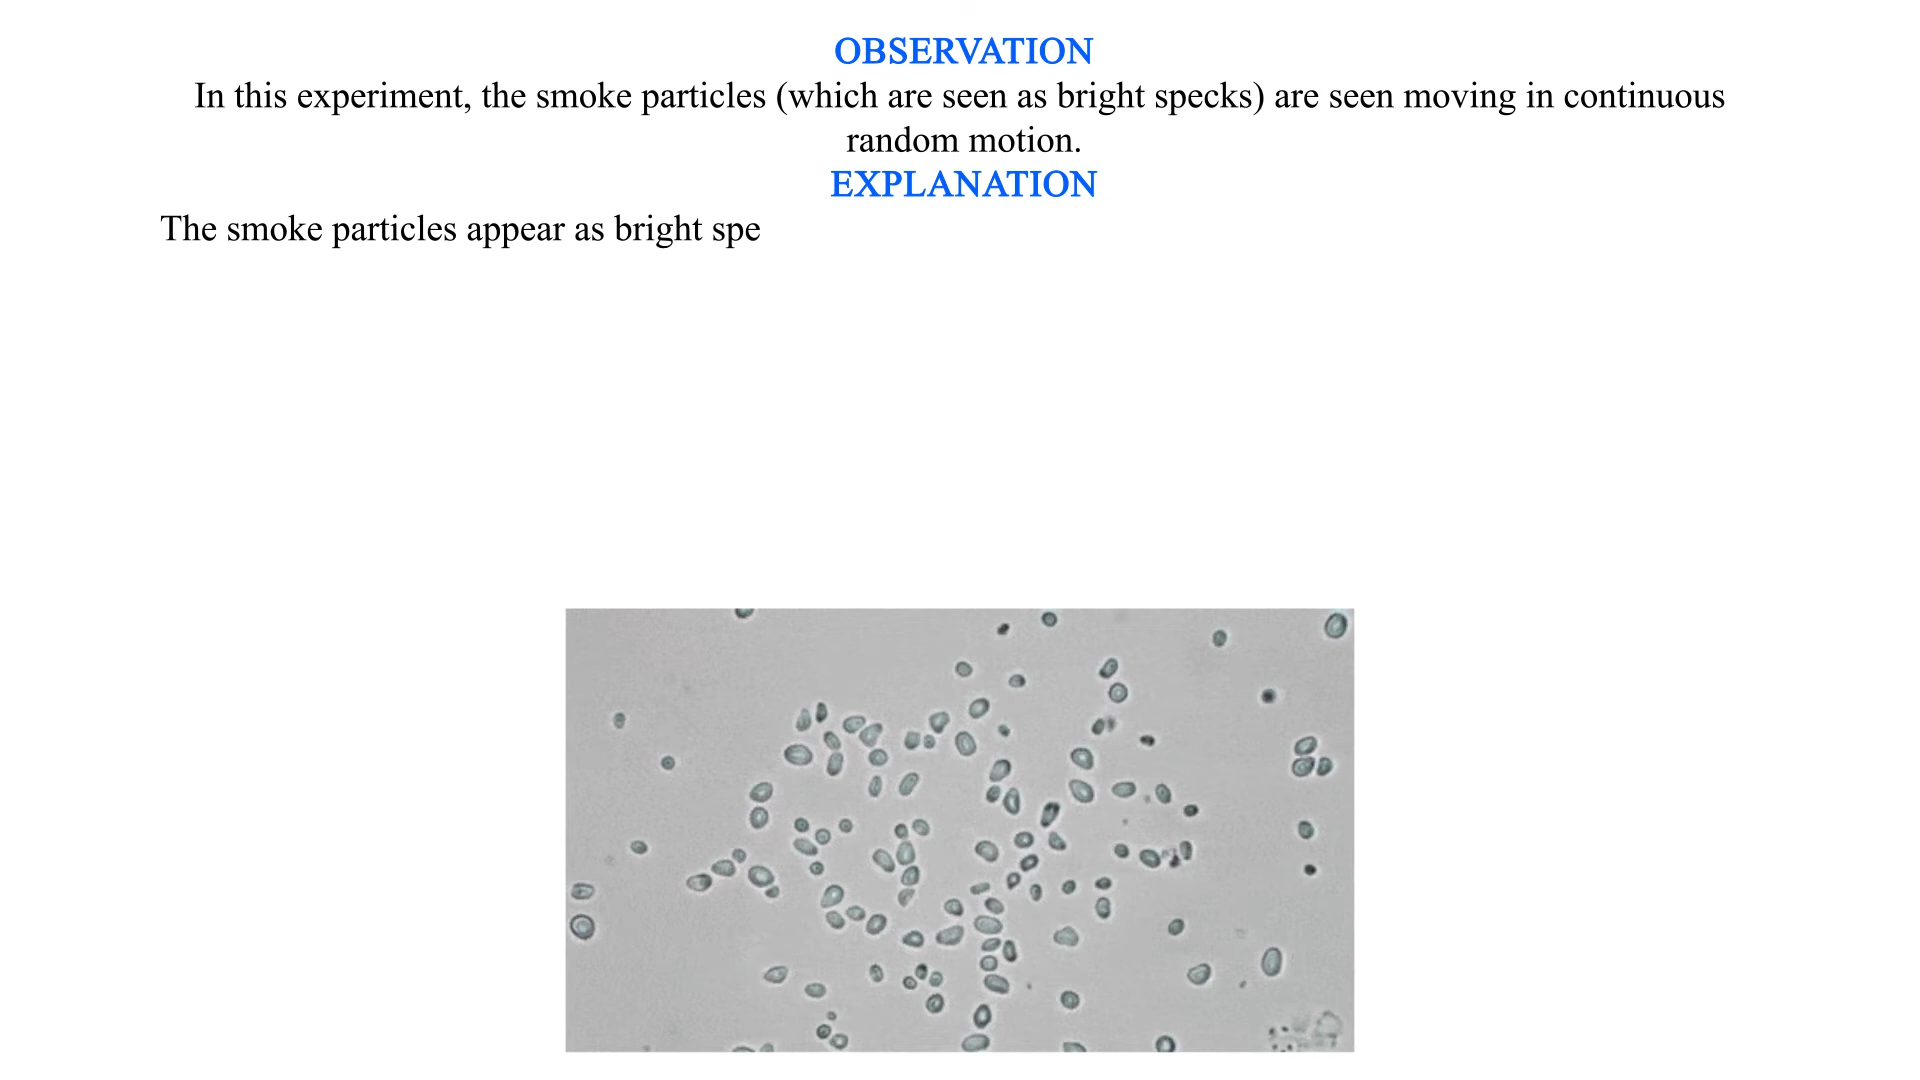 OBSERVATION
In this experiment, the smoke particles (which are seen as bright specks) are seen moving in continuous
random motion.
EXPLANATION
The smoke particles appear as bright spe